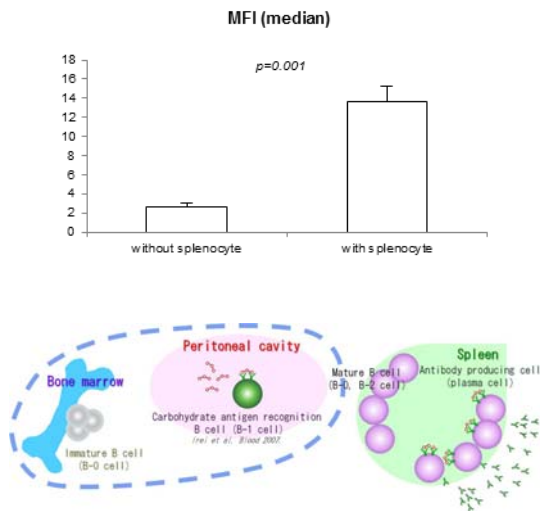 MFI (median)
18
16
14
12
10
8
6
4
2
0
p=0.001
without splenocyte
with splenocyte
Peritoneal cavity
Bone marrow
Carbohydrate antigen recognition
B cell (B-1 cell)
Irei et al. Blood 2007.
Immature B cell
(B-0 cell)
Spleen
Mature B cell
(B-0, B-2 cell)
Antibody producing cell
(plasma cell)